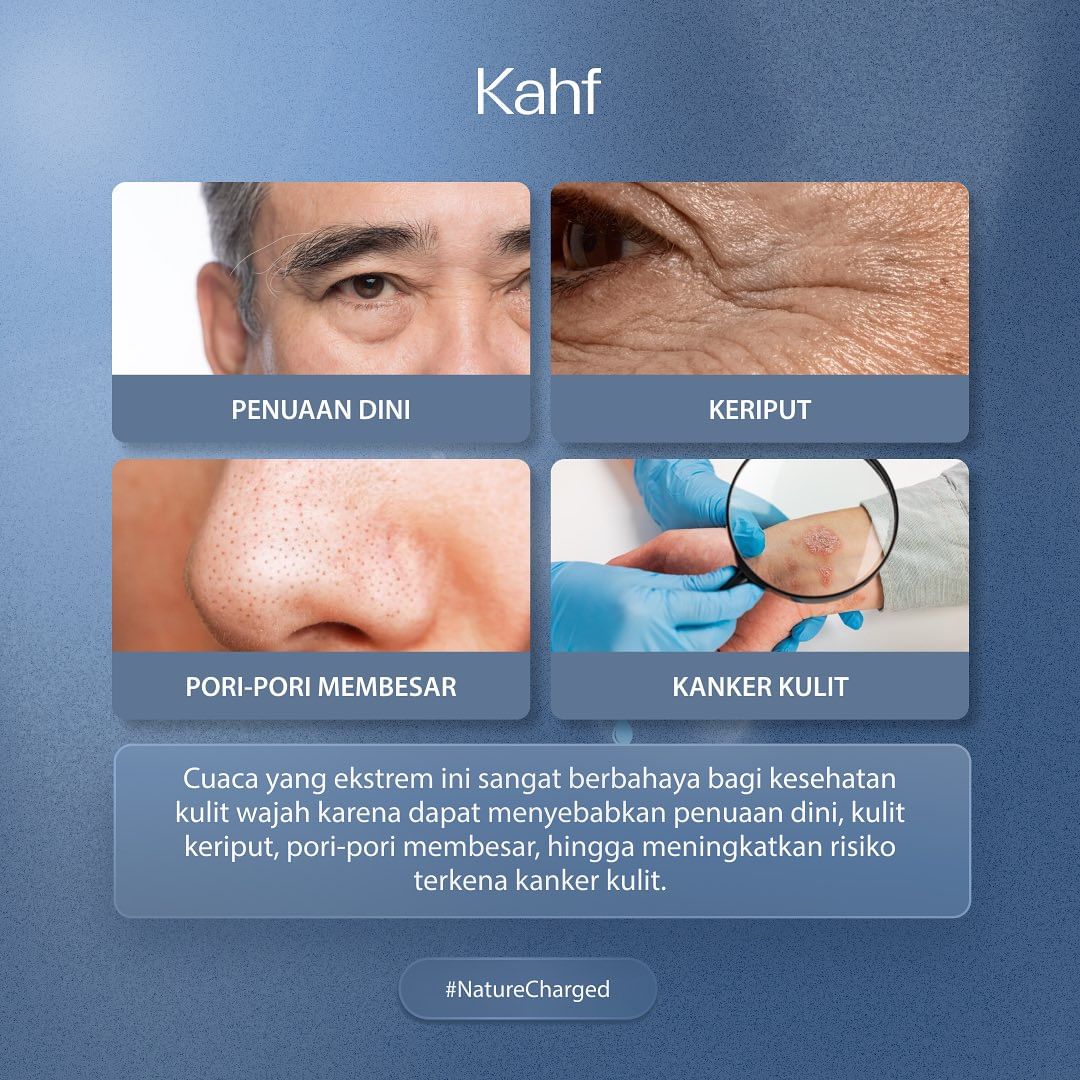 Kahf
PENUAAN DINI
KERIPUT
PORI-PORI MEMBESAR
KANKER KULIT
Cuaca yang ekstrem ini sangat berbahaya bagi kesehatan
kulit wajah karena dapat menyebabkan penuaan dini, kulit
keriput, pori-pori membesar, hingga meningkatkan risiko
terkena kanker kulit.
#NatureCharged